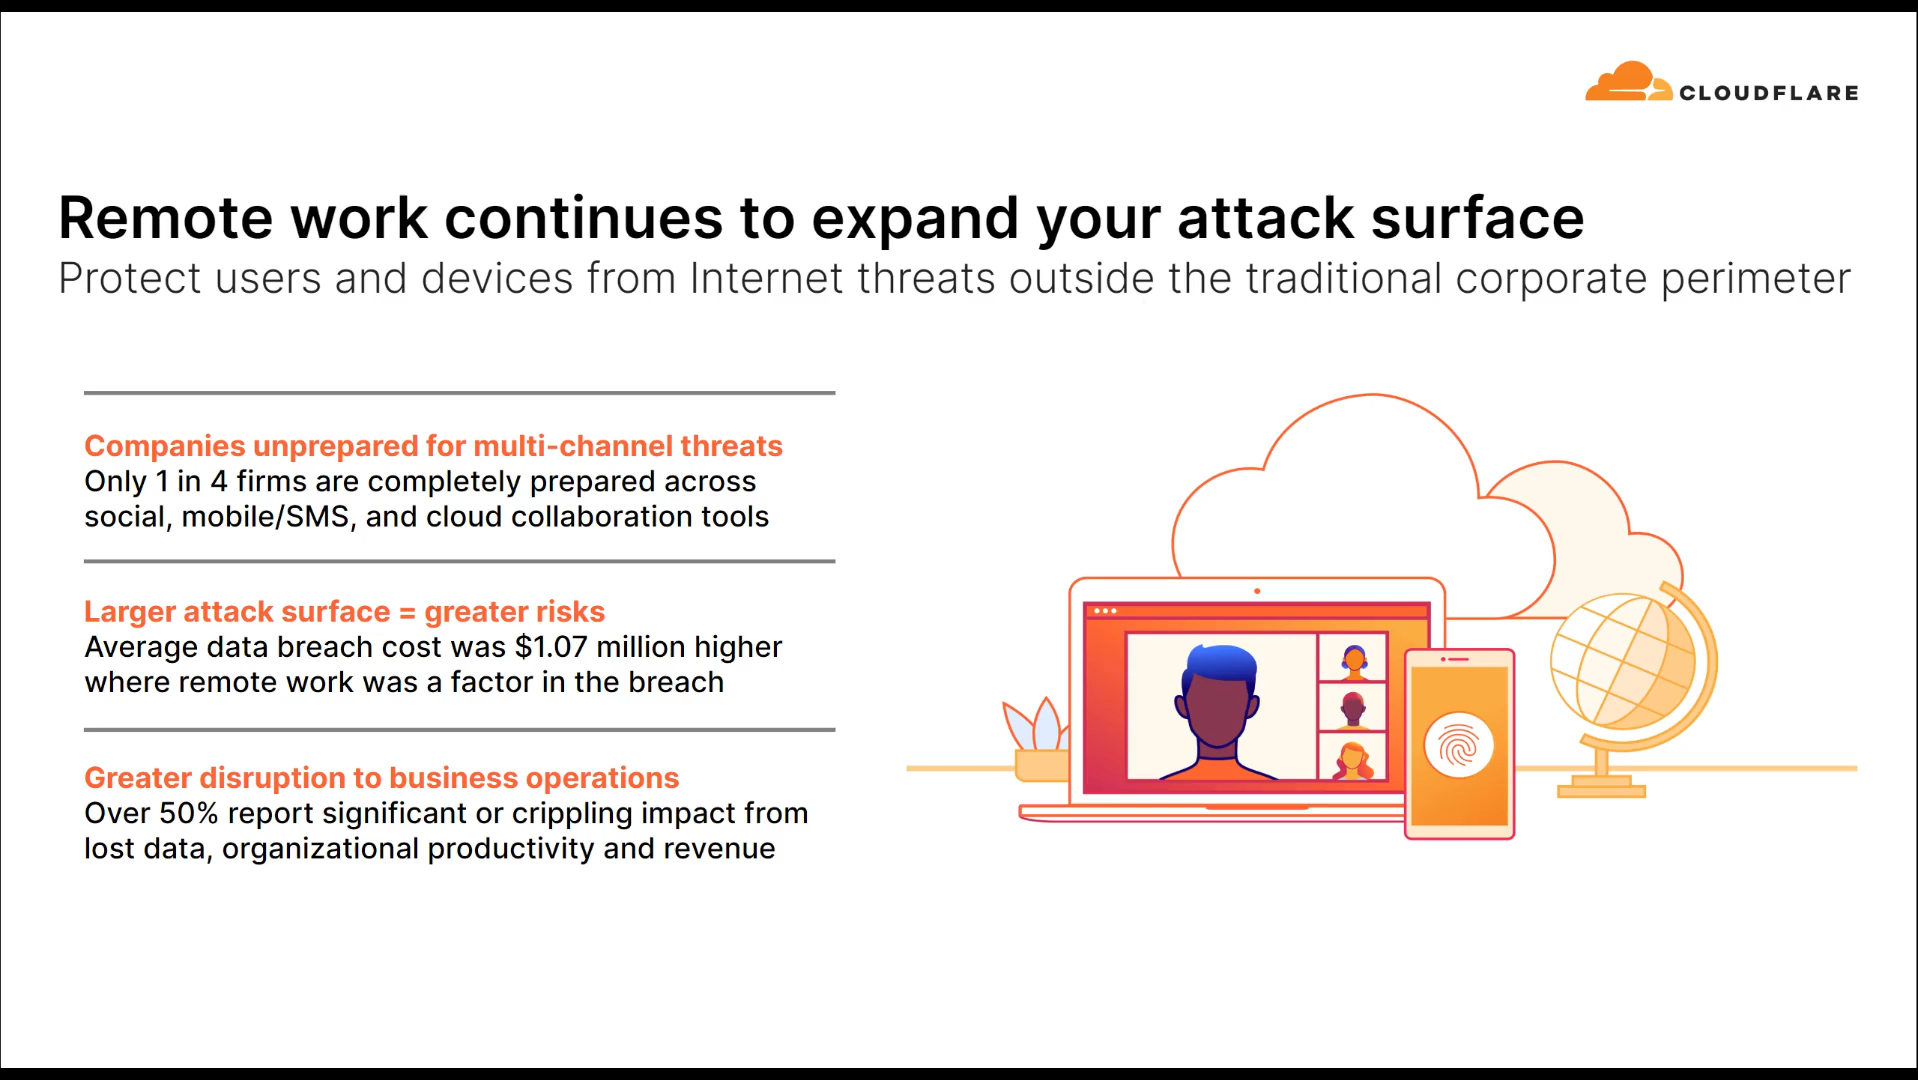 CLOUDFLARE
Remote work continues to expand your attack surface
Protect users and devices from Internet threats outside the traditional corporate perimeter
Companies unprepared for multi-channel threats
Only 1 in 4 firms are completely prepared across
social, mobile/SMS, and cloud collaboration tools
Larger attack surface = greater risks
Average data breach cost was $1.07 million higher
where remote work was a factor in the breach
Greater disruption to business operations
Over 50% report significant or crippling impact from
lost data, organizational productivity and revenue